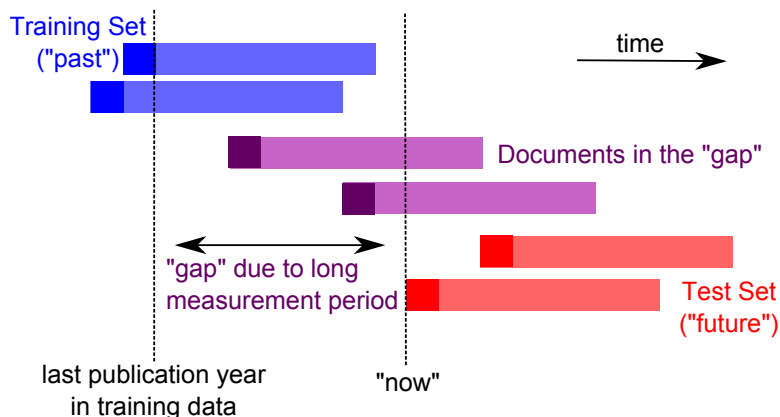 Training Set
("past")
time
Documents in the "gap"
"gap" due to long
measurement period
Test Set
("future")
last publication year
in training data
"now"